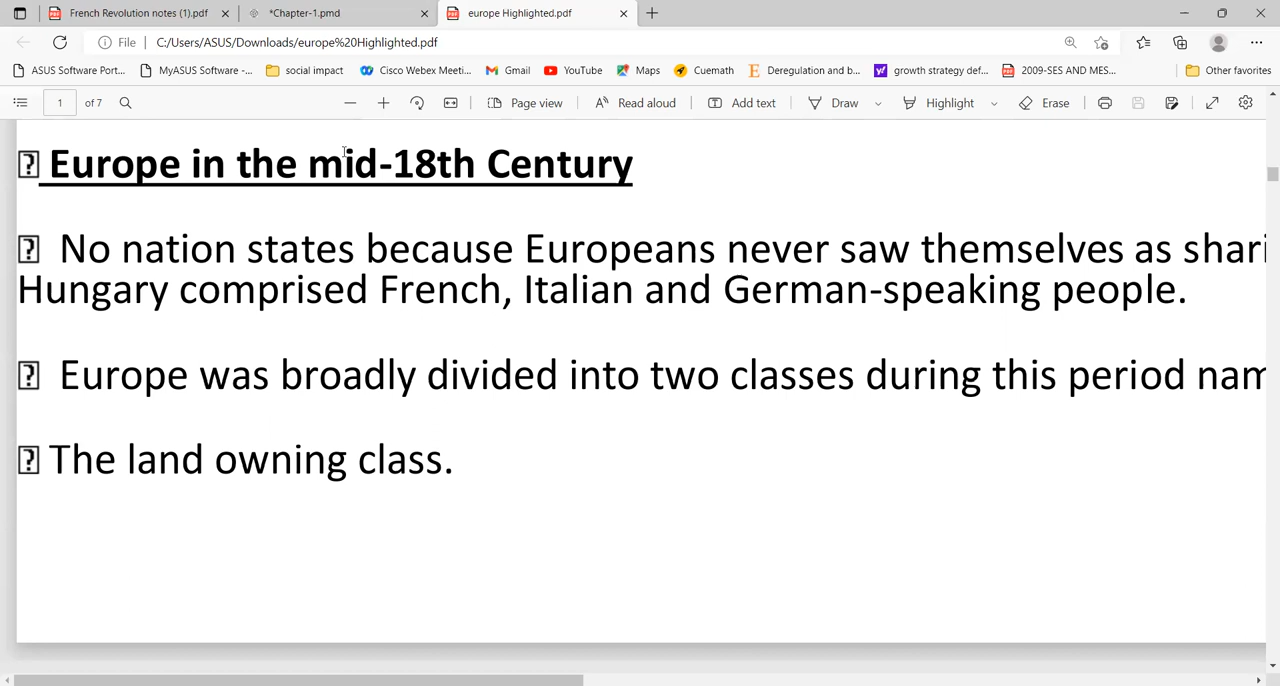 French Revolution notes (1).pdf
*Chapter-1.pmd
europe Highlighted.pdf
File
C:/Users/ASUS/Downloads/europe%20Highlighted.pdf
ASUS Software Port...
MyASUS Software -...
social impact
Cisco Webex Meeti...
Gmail
YouTube
Maps
Cuemath
Deregulation and b...
growth strategy def...
2009-SES AND MES...
Other favorites
1 of 7
Page view
Read aloud
Add text
Draw
Highlight
Erase
Europe in the mid-18th Century
No nation states because Europeans never saw themselves as shari
Hungary comprised French, Italian and German-speaking people.
Europe was broadly divided into two classes during this period nam
The land owning class.